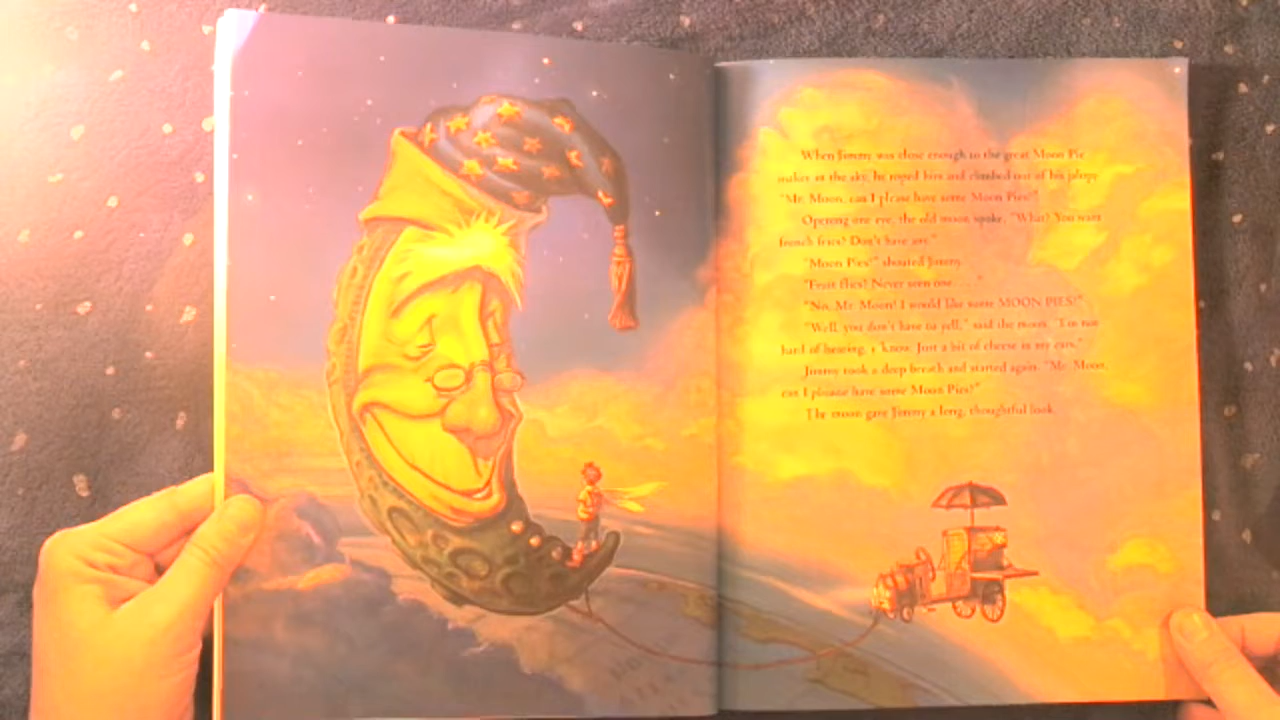 When Jimmy was close enough to the great Moon Pie
maker in the sky, he roped him and climbed out of his jalopy.
"Mr. Moon, can I please have some Moon Pies?"
Opening one eye, the old moon spoke, "What? You want
french fries? Don't have any."
"Moon Pies!" shouted Jimmy.
"Fruit flies? Never seen one. . . ."
"No, Mr. Moon! I would like some MOON PIES!"
"Well, you don't have to yell," said the moon. "I'm not
hard of hearing, y'know. Just a bit of cheese in my ears."
Jimmy took a deep breath and started again. "Mr. Moon,
can I please have some Moon Pies?"
The moon gave Jimmy a long, thoughtful look.